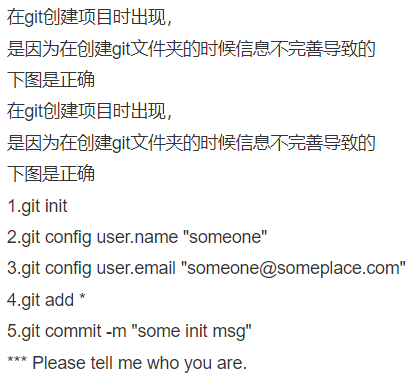 在git创建项目时出现，
是因为在创建git文件夹的时候信息不完善导致的
下图是正确
在git创建项目时出现，
是因为在创建git文件夹的时候信息不完善导致的
下图是正确
1.git init
2.git config user.name "someone"
3.git config user.email "someone@someplace.com"
4.git add *
5.git commit -m "some init msg"
*** Please tell me who you are.